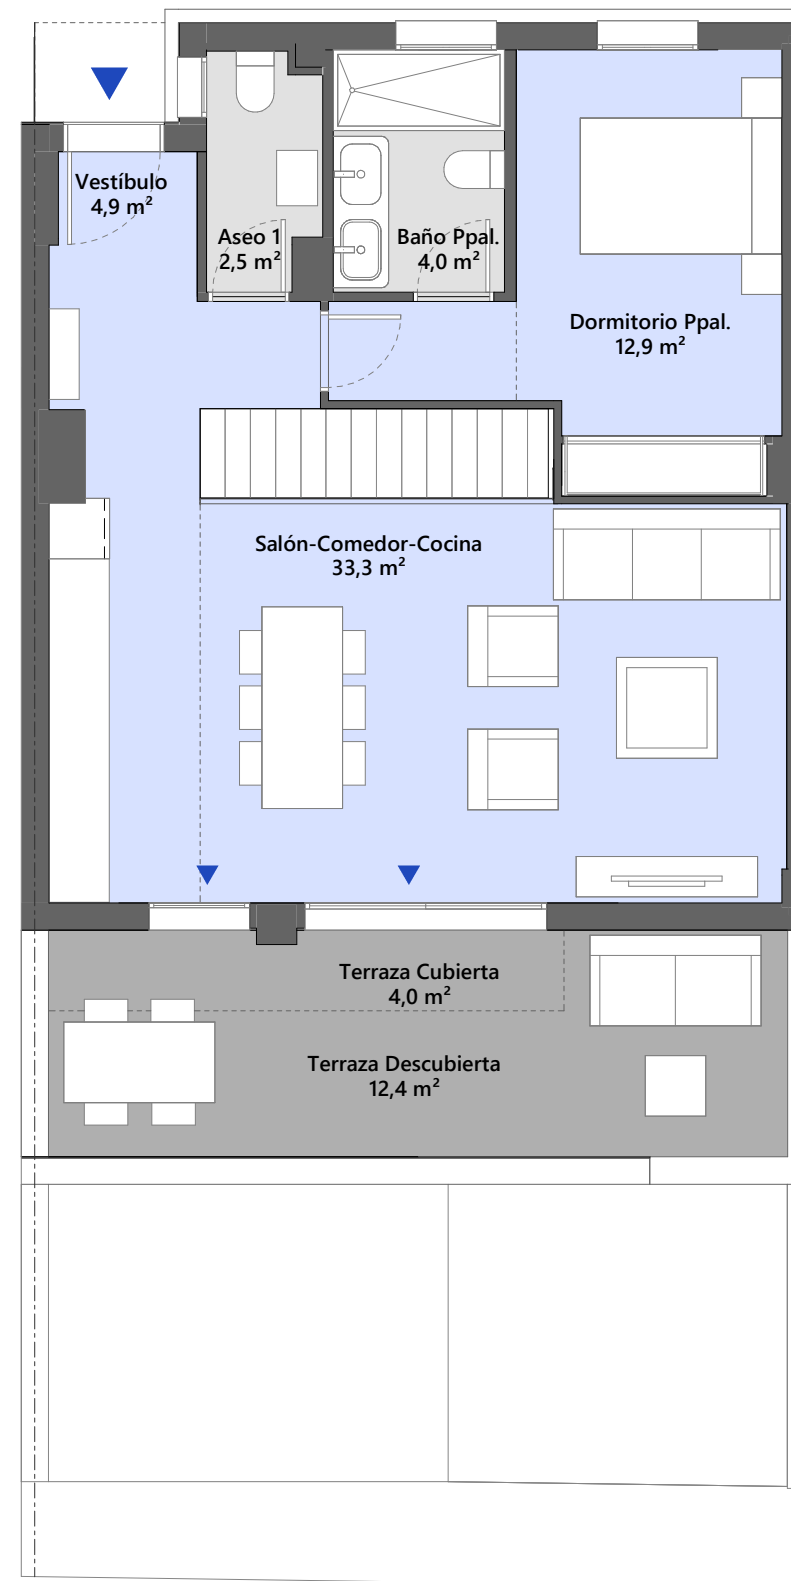 Vestíbulo
4,9 m²
Aseo 1
2,5 m²
Baño Ppal.
4,0 m²
Dormitorio Ppal.
12,9 m²
Salón-Comedor-Cocina
33,3 m²
Terraza Cubierta
4,0 m²
Terraza Descubierta
12,4 m²